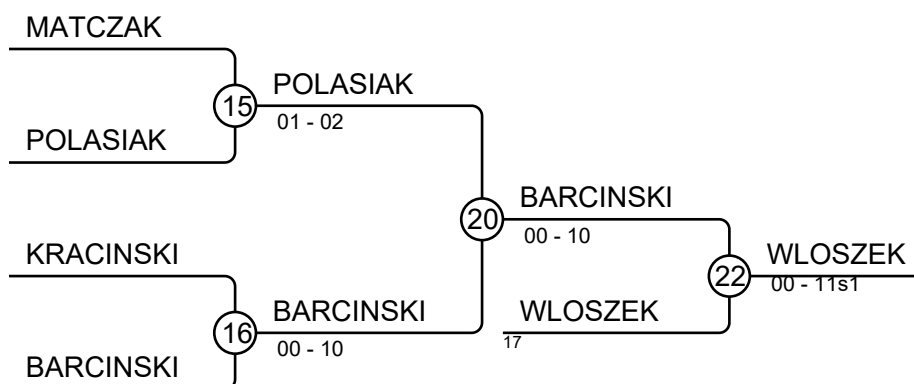 MATCZAK
15
POLASIAK
01 - 02
POLASIAK
20
BARCINSKI
00 - 10
KRACINSKI
22
WLOSZEK
00 - 11s1
16
BARCINSKI
00 - 10
WLOSZEK
17
BARCINSKI